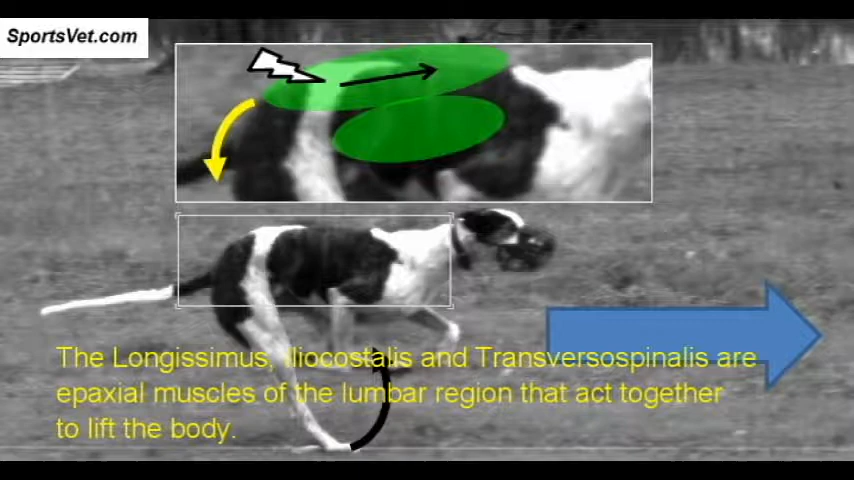 SportsVet.com
The Longissimus, Iliocostalis and Transversospinalis are
epaxial muscles of the lumbar region that act together
to lift the body.